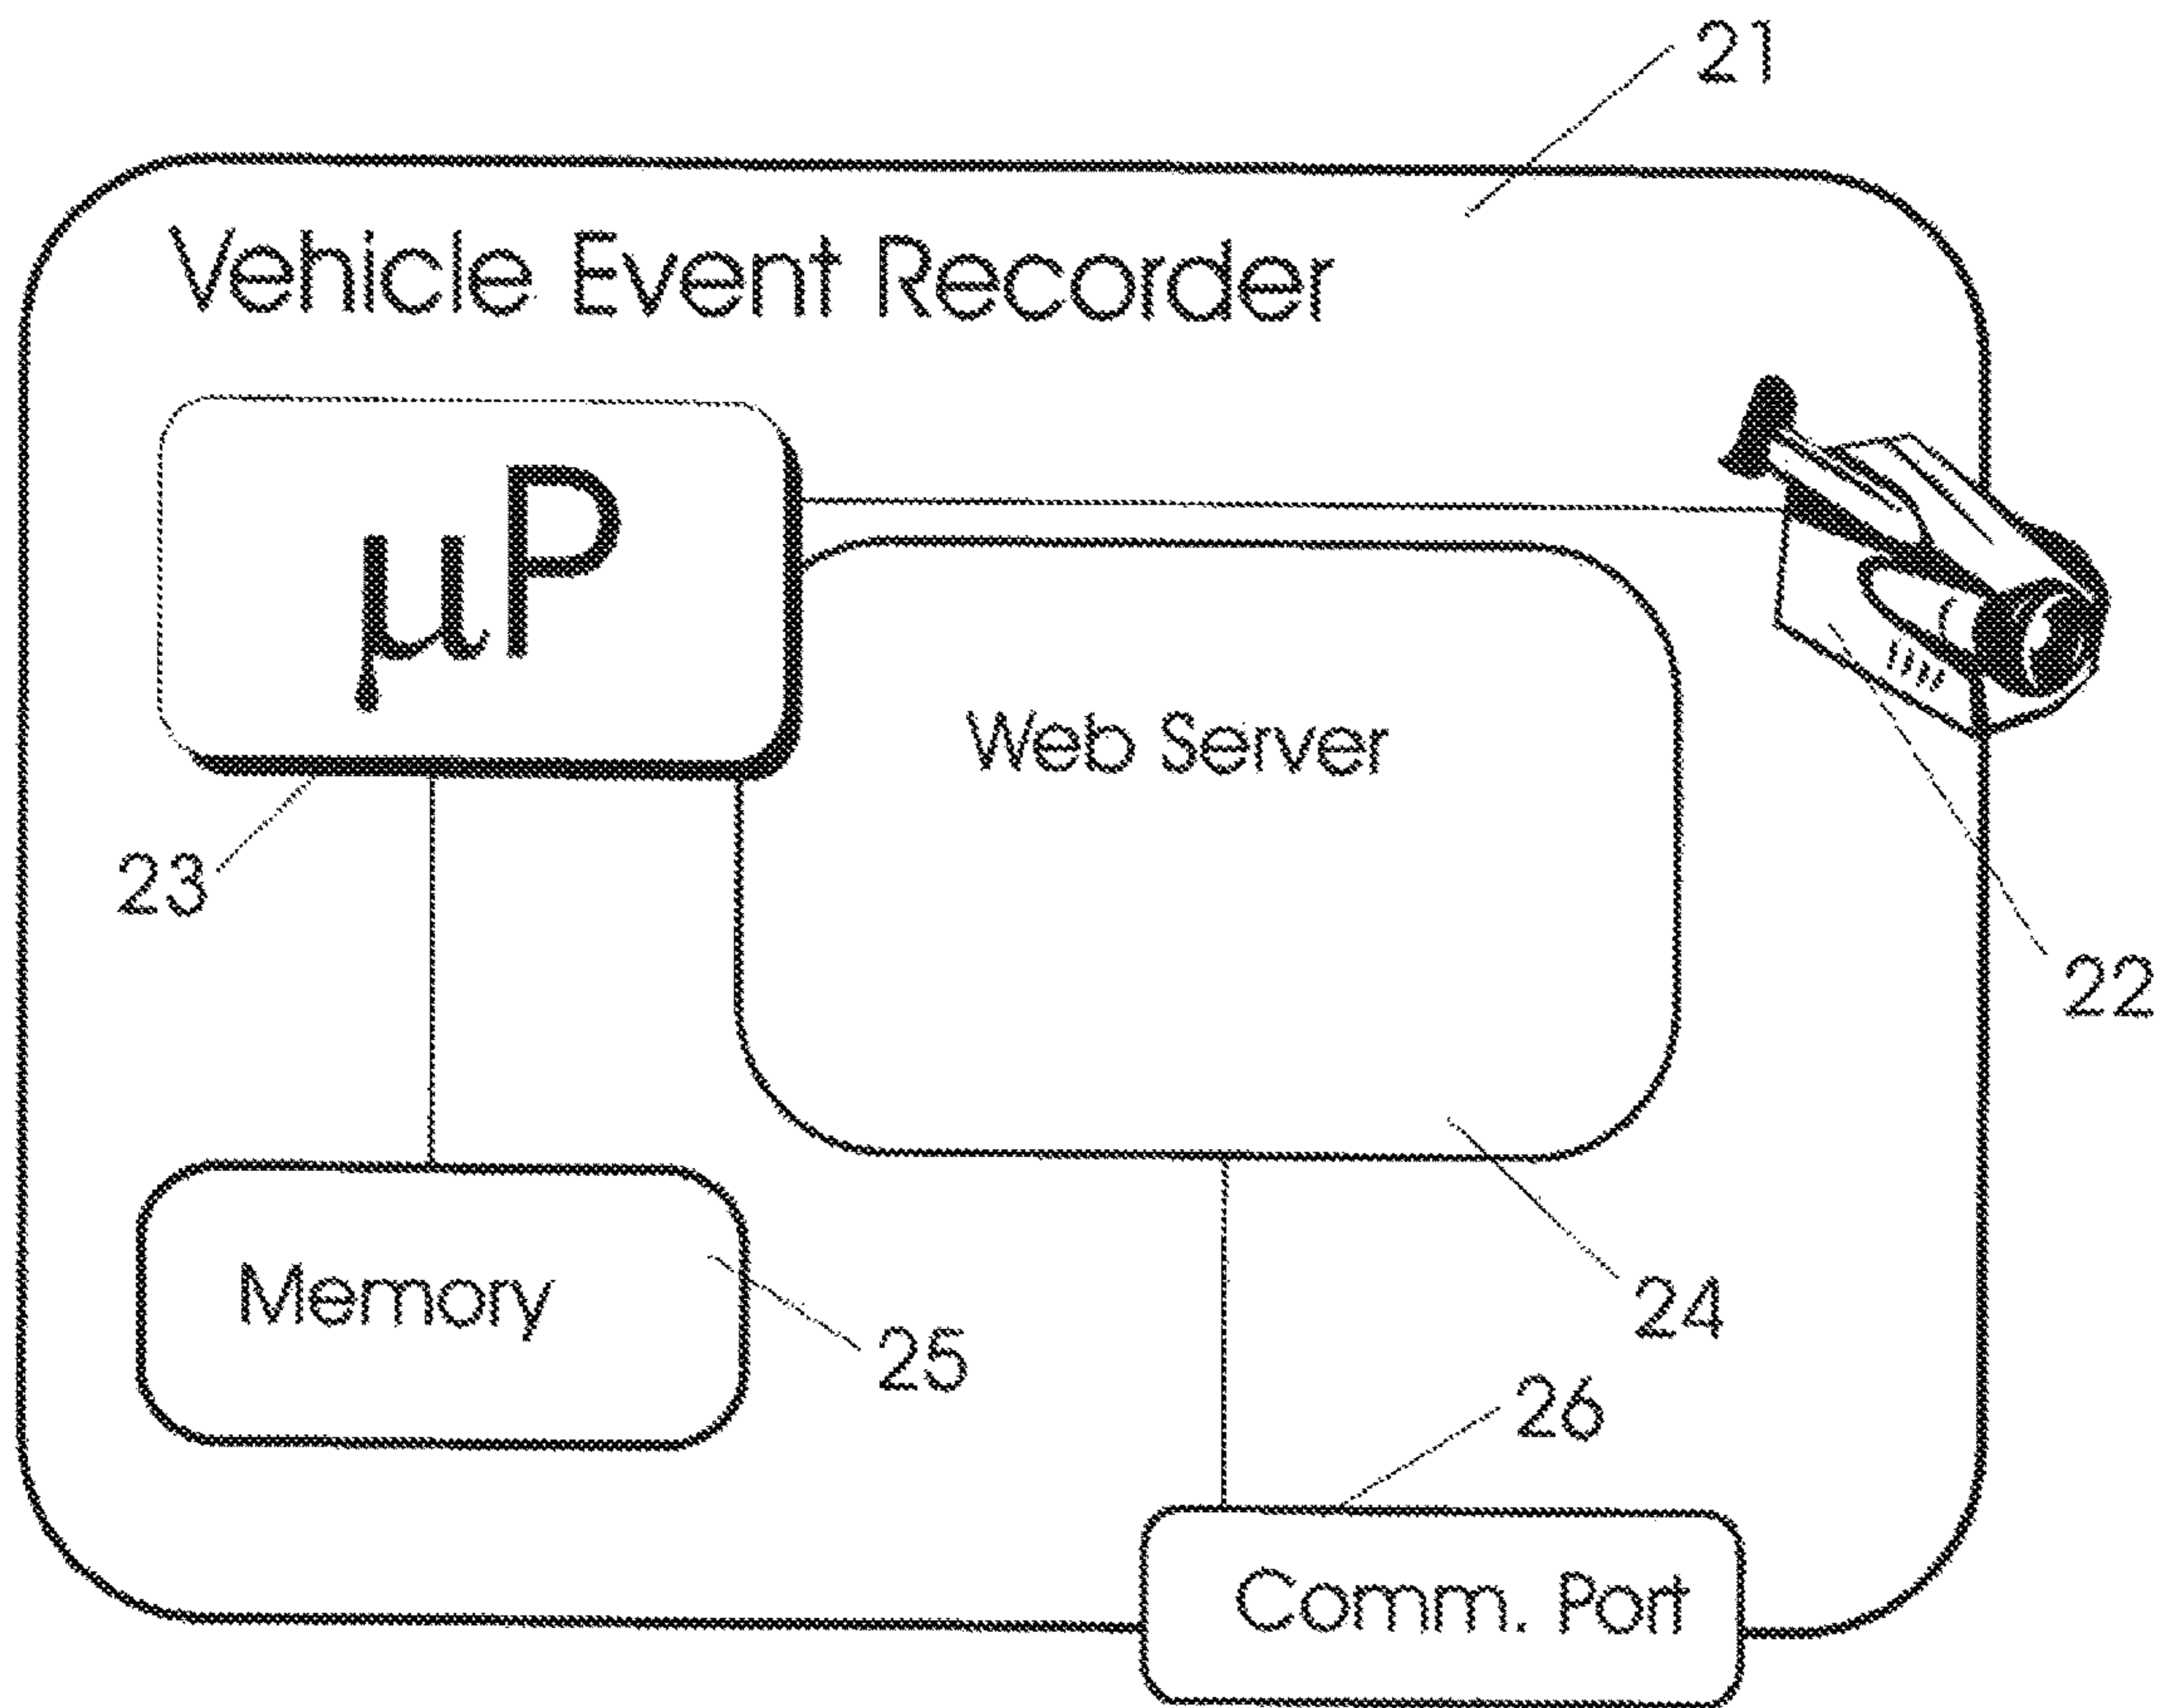 21
Vehicle Event Recorder
µP
Web Server
23
22
Memory
25
24
26
Comm. Port